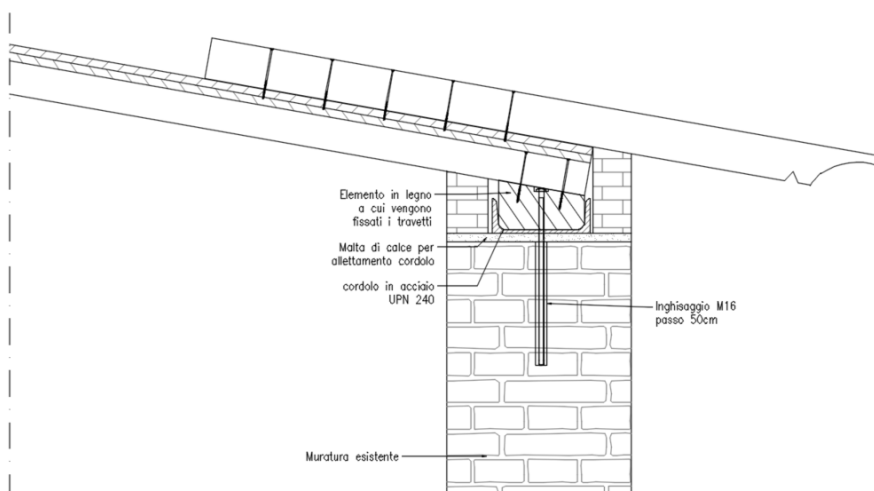 Elemento in legno
a cui vengono
fissati i travetti
Malta di calce per
allettamento cordolo
cordolo in acciaio
UPN 240
Inghisaggio M16
passo 50cm
Muratura esistente